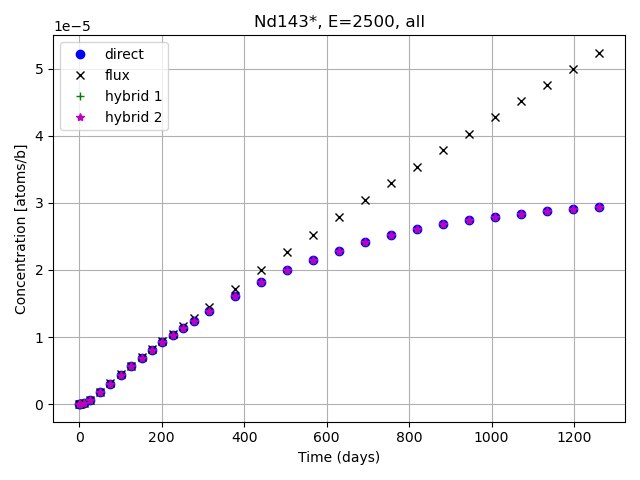 Nd143*, E=2500, all
1e−5
direct
flux
hybrid 1
hybrid 2
5
4
3
2
1
0
Concentration [atoms/b]
0 200 400 600 800 1000 1200
Time (days)